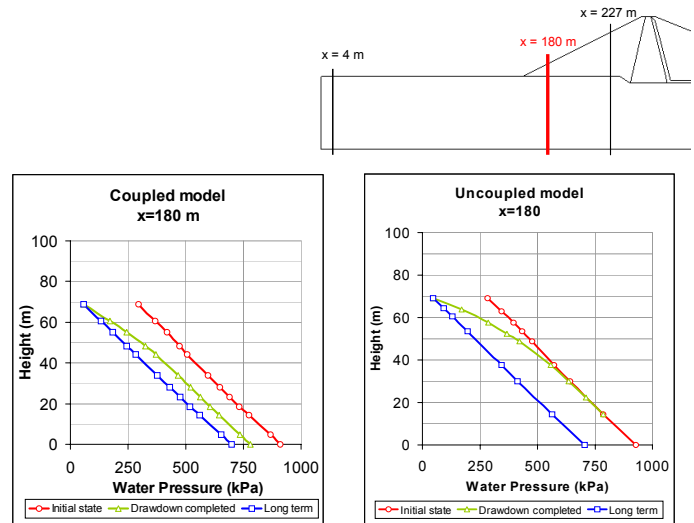 x = 227 m
x = 180 m
x = 4 m
Coupled model
x=180 m
100
80
60
40
20
0
Height (m)
0 250 500 750 1000
Water Pressure (kPa)
Initial state Drawdown completed Long term
Uncoupled model
x=180
100
80
60
40
20
0
Height (m)
0 250 500 750 1000
Water Pressure (kPa)
Initial state Drawdown completed Long term